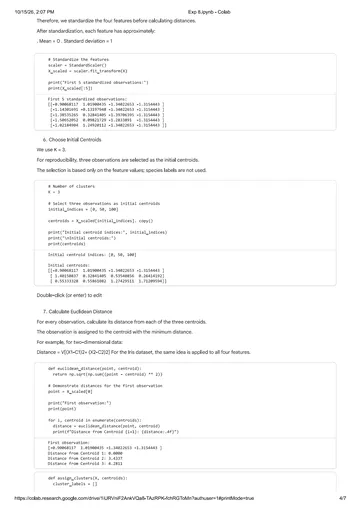 10/15/26, 2:07 PM
Exp 8.ipynb - Colab
Therefore, we standardize the four features before calculating distances.
After standardization, each feature has approximately:
. Mean = 0 . Standard deviation = 1
# Standardize the features
scaler = StandardScaler()
X_scaled = scaler.fit_transform(X)
print("First 5 standardized observations:")
print(X_scaled[:5])
First 5 standardized observations:
[[-0.90068117 1.01900435 -1.34022653 -1.3154443 ]
[-1.14301691 -0.13197948 -1.34022653 -1.3154443 ]
[-1.38535265 0.32841405 -1.39706395 -1.3154443 ]
[-1.50652052 0.09821729 -1.2833891 -1.3154443 ]
[-1.02184904 1.24920112 -1.34022653 -1.3154443 ]]
6. Choose Initial Centroids
We use K = 3.
For reproducibility, three observations are selected as the initial centroids.
The selection is based only on the feature values; species labels are not used.
# Number of clusters
K = 3
# Select three observations as initial centroids
initial_indices = [0, 50, 100]
centroids = X_scaled[initial_indices]. copy()
print("Initial centroid indices:", initial_indices)
print("\nInitial centroids:")
print(centroids)
Initial centroid indices: [0, 50, 100]
Initial centroids:
[[-0.90068117 1.01900435 -1.34022653 -1.3154443 ]
[ 1.40150837 0.32841405 0.53540856 0.26414192]
[ 0.55333328 0.55861082 1.27429511 1.71209594]]
Double-click (or enter) to edit
7. Calculate Euclidean Distance
For every observation, calculate its distance from each of the three centroids.
The observation is assigned to the centroid with the minimum distance.
For example, for two-dimensional data:
Distance = √[(X1-C1)2+ (X2-C2)2] For the Iris dataset, the same idea is applied to all four features.
def euclidean_distance(point, centroid):
return np.sqrt(np.sum((point - centroid) ** 2))
# Demonstrate distances for the first observation
point = X_scaled[0]
print("First observation:")
print(point)
for i, centroid in enumerate(centroids):
distance = euclidean_distance(point, centroid)
print(f"Distance from Centroid {i+1}: {distance:.4f}")
First observation:
[-0.90068117 1.01900435 -1.34022653 -1.3154443 ]
Distance from Centroid 1: 0.0000
Distance from Centroid 2: 3.4337
Distance from Centroid 3: 4.2811
def assign_clusters(X, centroids):
cluster_labels = []
4/7